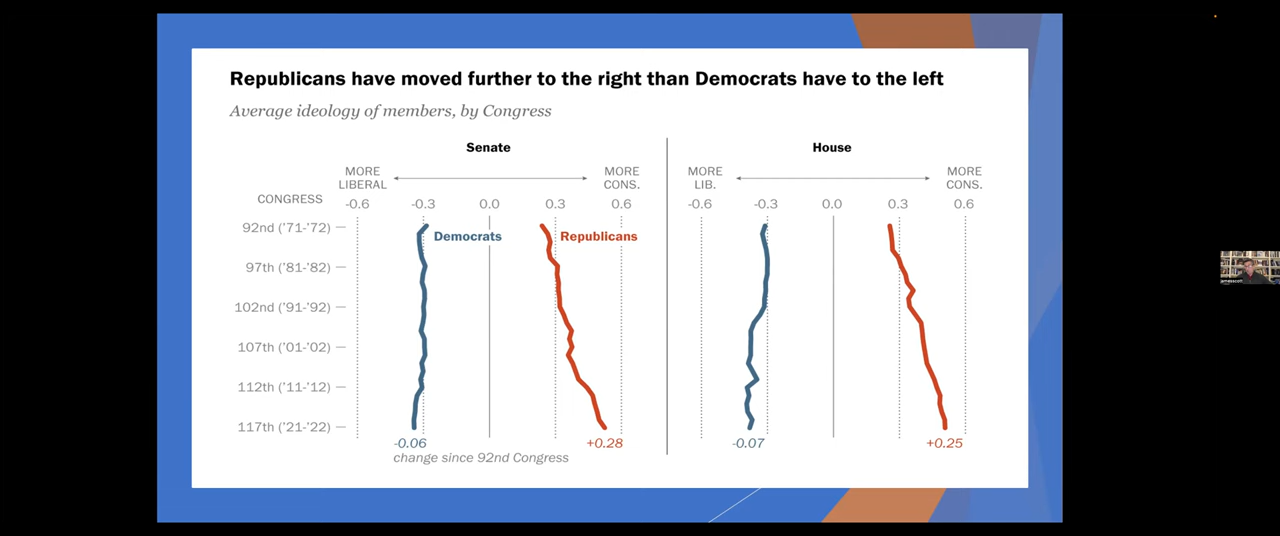 Republicans have moved further to the right than Democrats have to the left
Average ideology of members, by Congress
Senate
MORE LIBERAL
MORE CONS.
CONGRESS
-0.6 -0.3 0.0 0.3 0.6
92nd ('71-'72)
97th ('81-'82)
102nd ('91-'92)
107th ('01-'02)
112th ('11-'12)
117th ('21-'22)
Democrats
Republicans
-0.06
+0.28
change since 92nd Congress
House
MORE LIB.
MORE CONS.
-0.6 -0.3 0.0 0.3 0.6
-0.07
+0.25